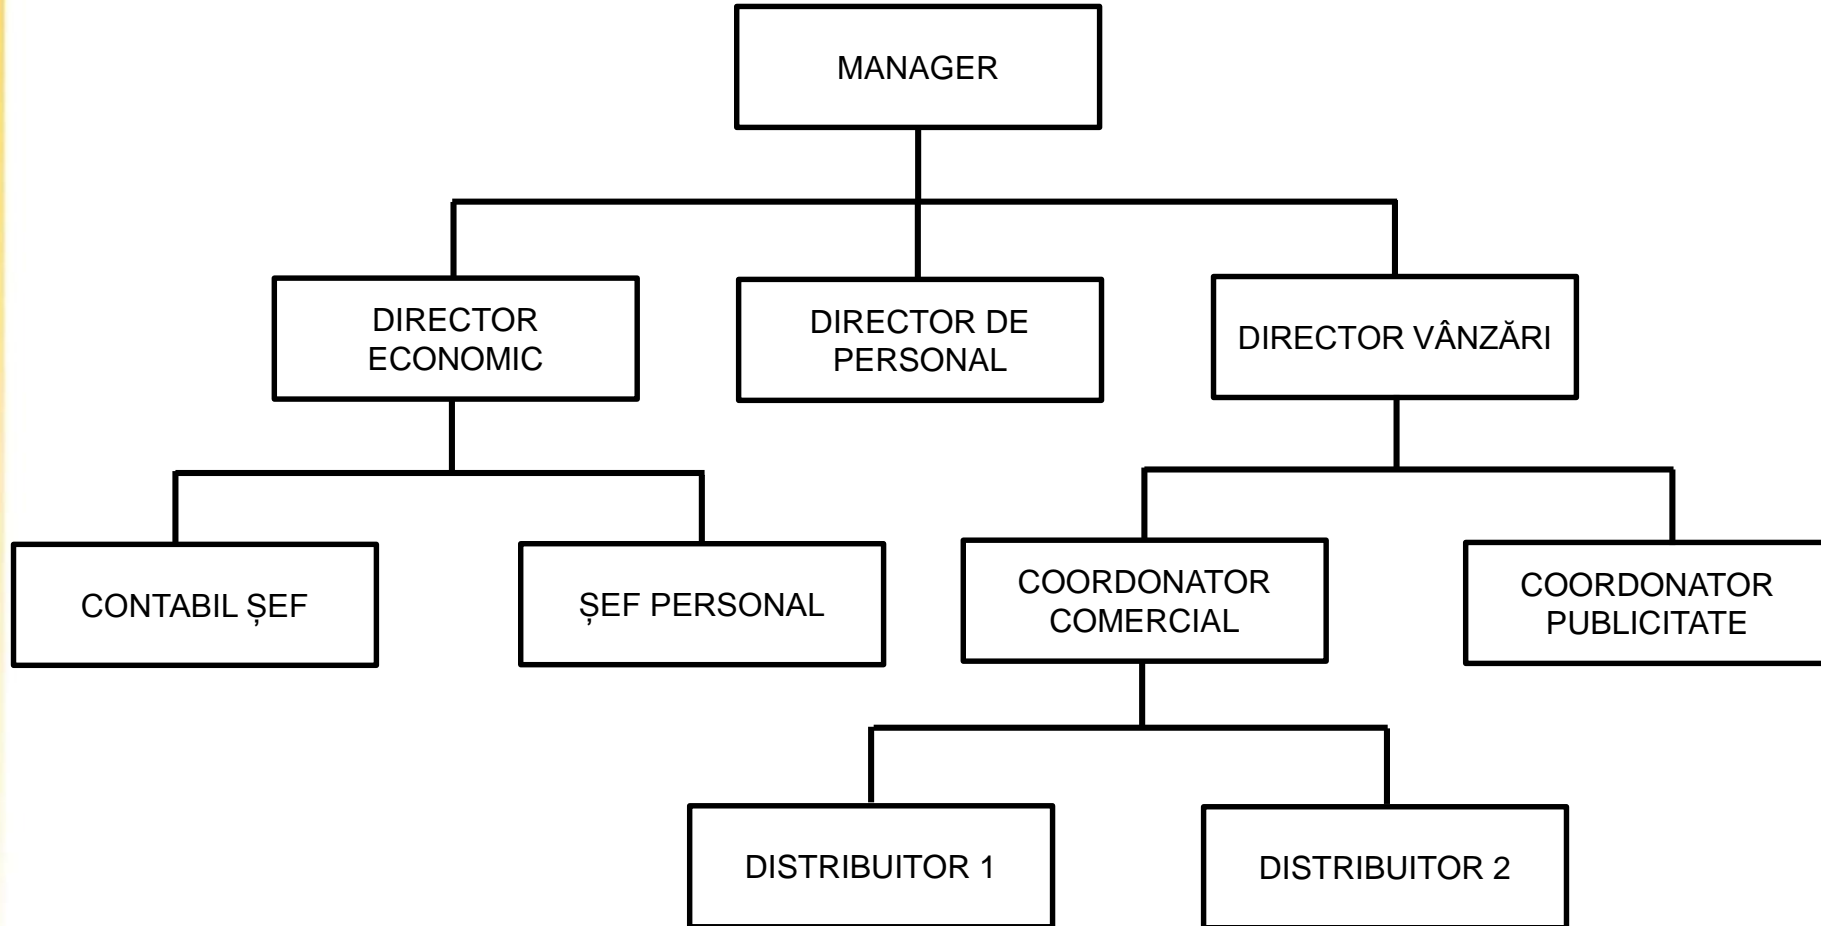 MANAGER
DIRECTOR
ECONOMIC
DIRECTOR DE
PERSONAL
DIRECTOR VÂNZĂRI
CONTABIL ȘEF
ȘEF PERSONAL
COORDONATOR
COMERCIAL
COORDONATOR
PUBLICITATE
DISTRIBUITOR 1
DISTRIBUITOR 2